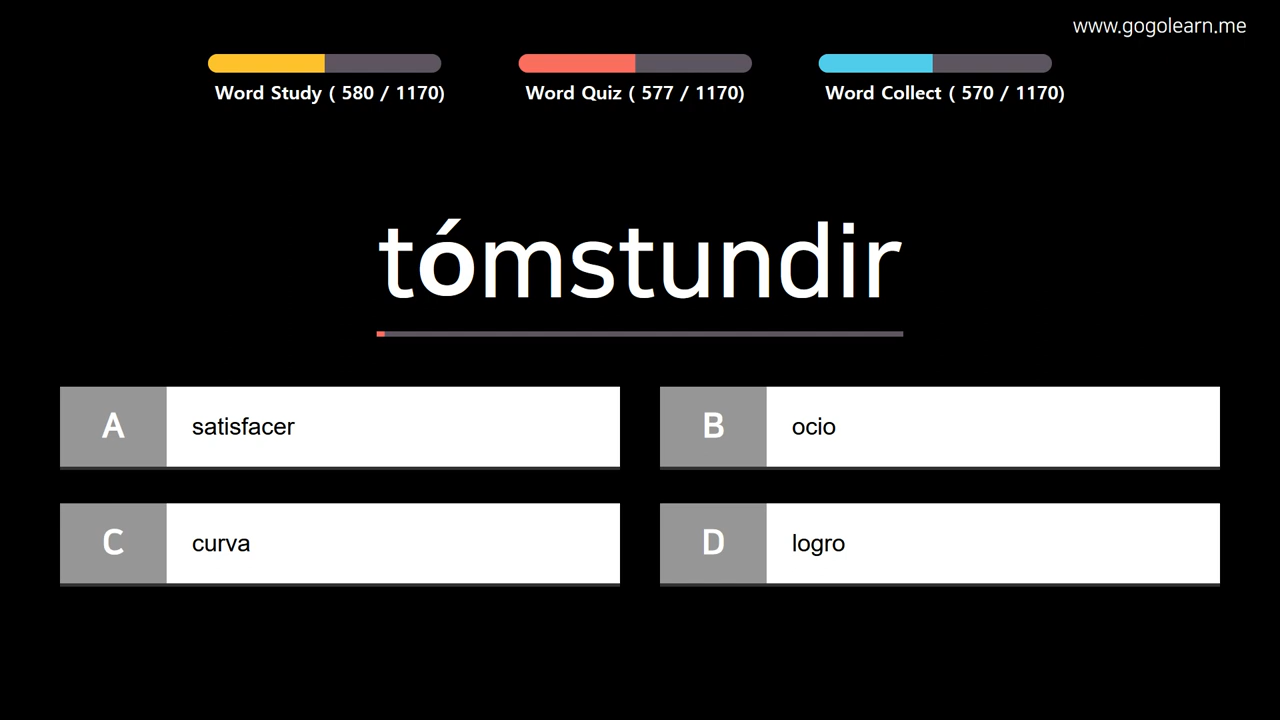 www.gogolearn.me
Word Study ( 580 / 1170)
Word Quiz ( 577 / 1170)
Word Collect ( 570 / 1170)
tómstundir
A
satisfacer
B
ocio
C
curva
D
logro